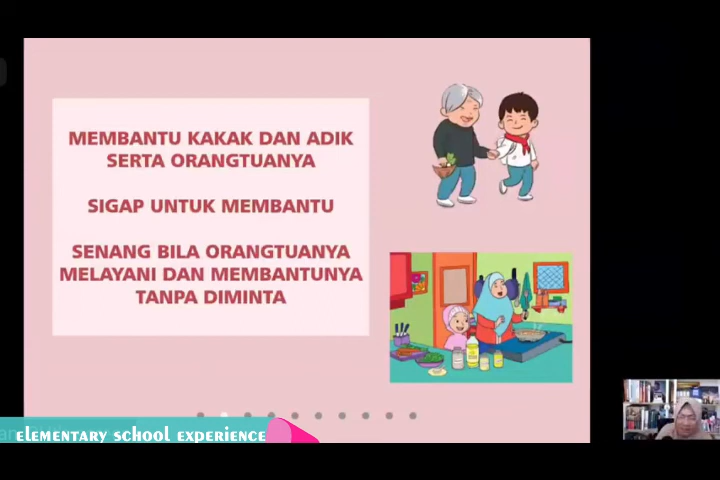 MEMBANTU KAKAK DAN ADIK
SERTA ORANGTUANYA
SIGAP UNTUK MEMBANTU
SENANG BILA ORANGTUANYA
MELAYANI DAN MEMBANTUNYA
TANPA DIMINTA
ELEMENTARY SCHOOL EXPERIENCE